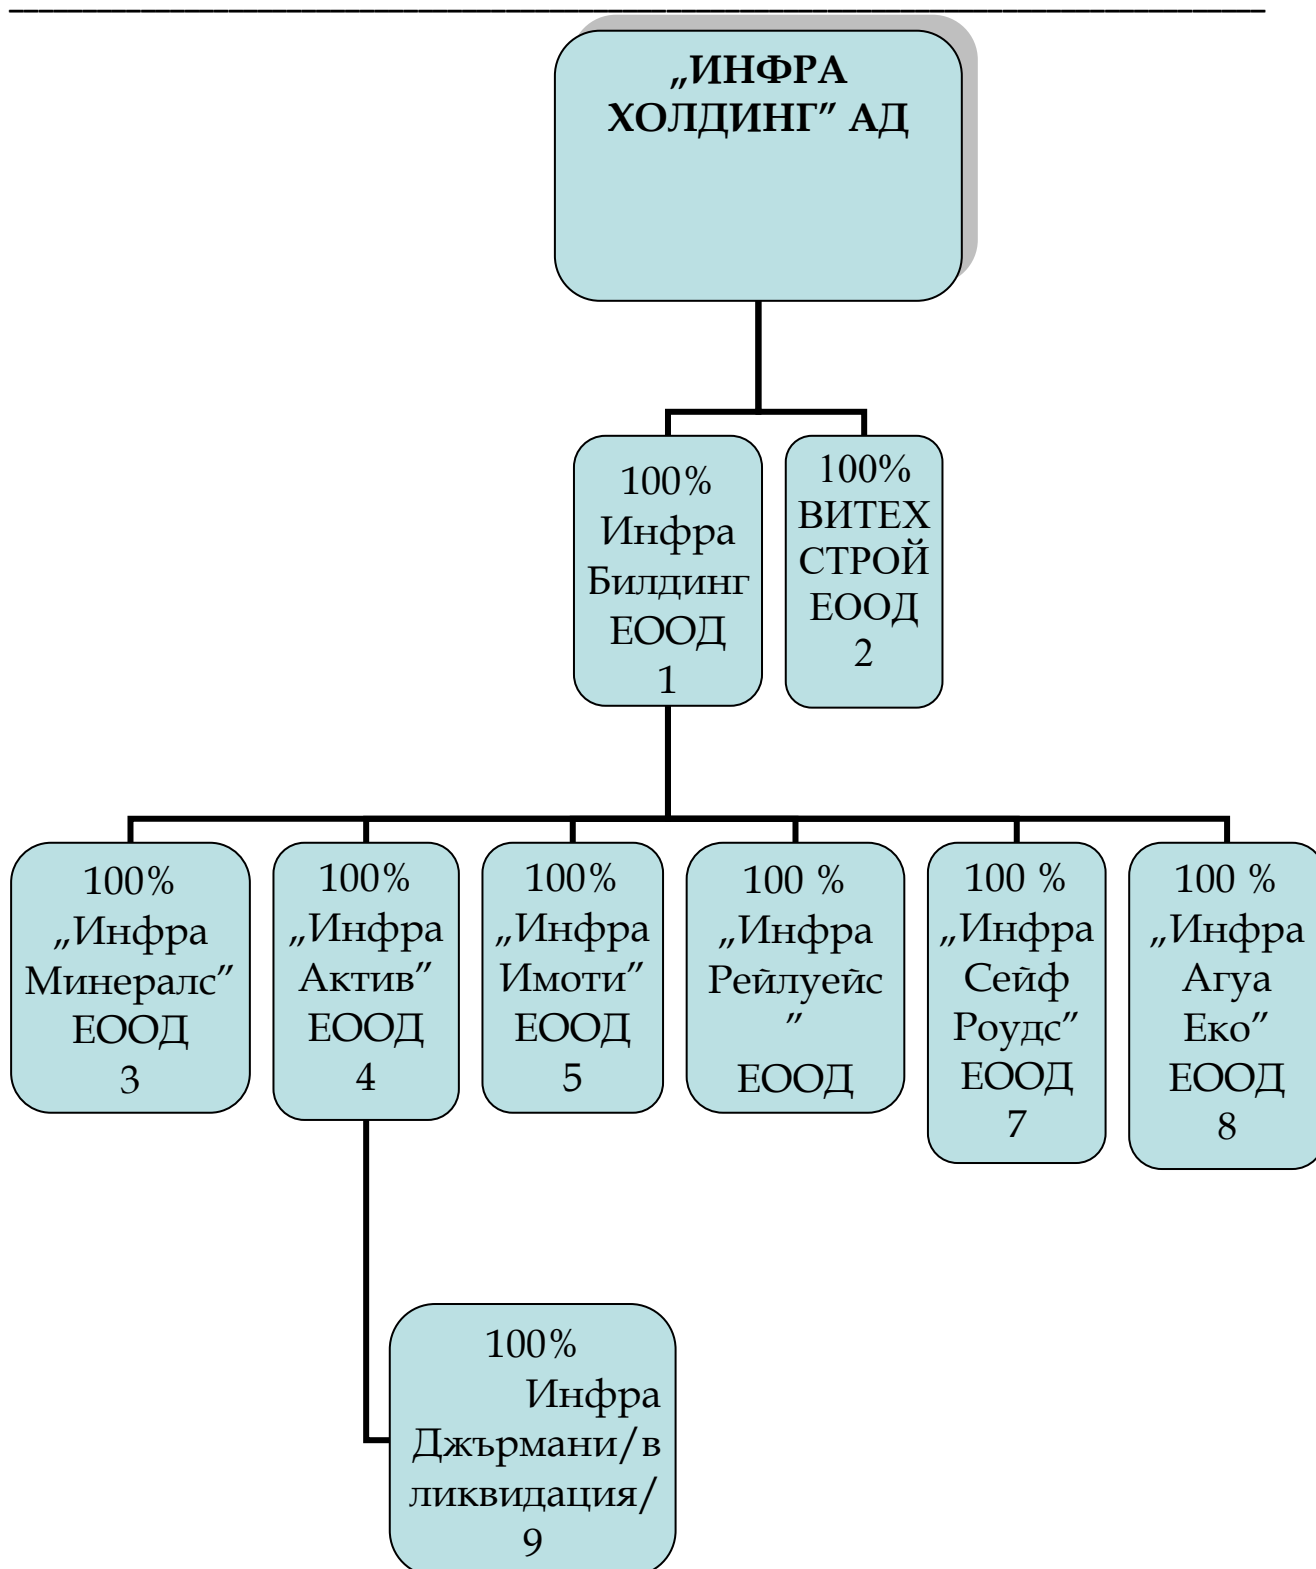 „ИНФРА
ХОЛДИНГ” АД
100%
Инфра
Билдинг
ЕООД
1
100%
ВИТЕХ
СТРОЙ
ЕООД
2
100%
„Инфра
Минералс”
ЕООД
3
100%
„Инфра
Актив”
ЕООД
4
100%
„Инфра
Имоти”
ЕООД
5
100 %
„Инфра
Рейлуейс
”
ЕООД
100 %
„Инфра
Сейф
Роудс”
ЕООД
7
100 %
„Инфра
Агуа
Еко”
ЕООД
8
100%
Инфра
Джърмани/в
ликвидация/
9